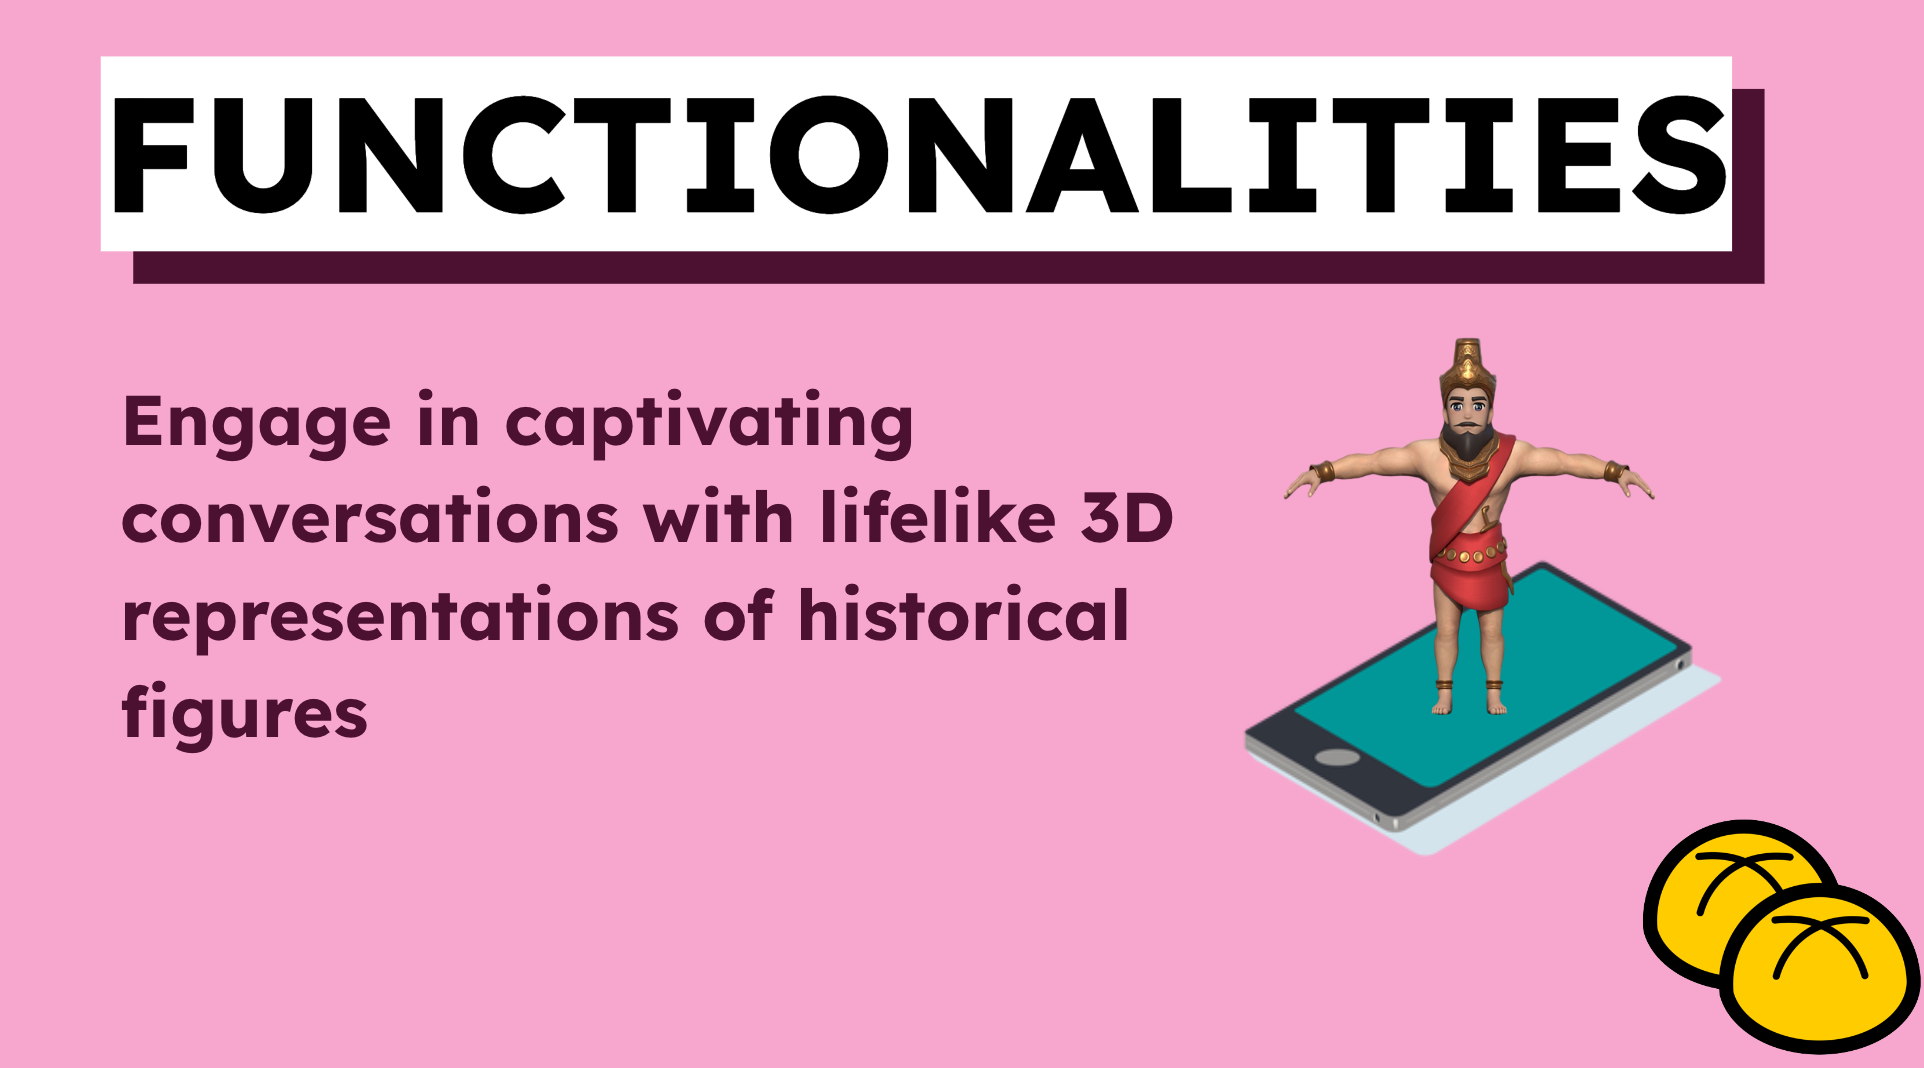 FUNCTIONALITIES
Engage in captivating
conversations with lifelike 3D
representations of historical
figures